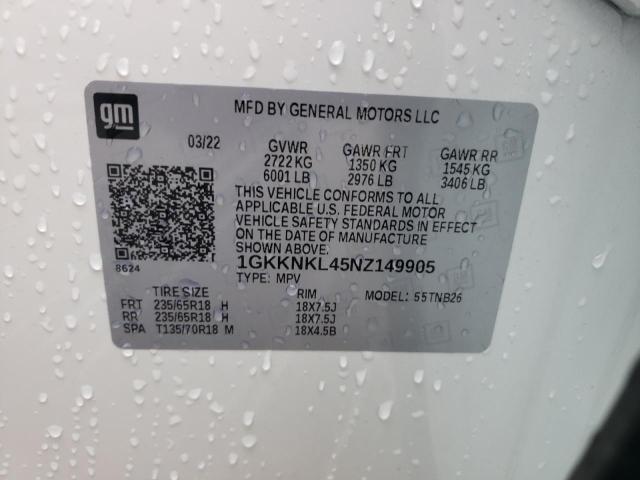 gm
MFD BY GENERAL MOTORS LLC
03/22 GVWR GAWR FRT GAWR RR
2722 KG 1350 KG 1545 KG
6001 LB 2976 LB 3406 LB
THIS VEHICLE CONFORMS TO ALL
APPLICABLE U.S. FEDERAL MOTOR
VEHICLE SAFETY STANDARDS IN EFFECT
ON THE DATE OF MANUFACTURE
SHOWN ABOVE.
8624
1GKKNKL45NZ149905
TYPE: MPV
TIRE SIZE RIM MODEL: 55TNB26
FRT 235/65R18 H 18X7.5J
RR 235/65R18 H 18X7.5J
SPA T135/70R18 M 18X4.5B